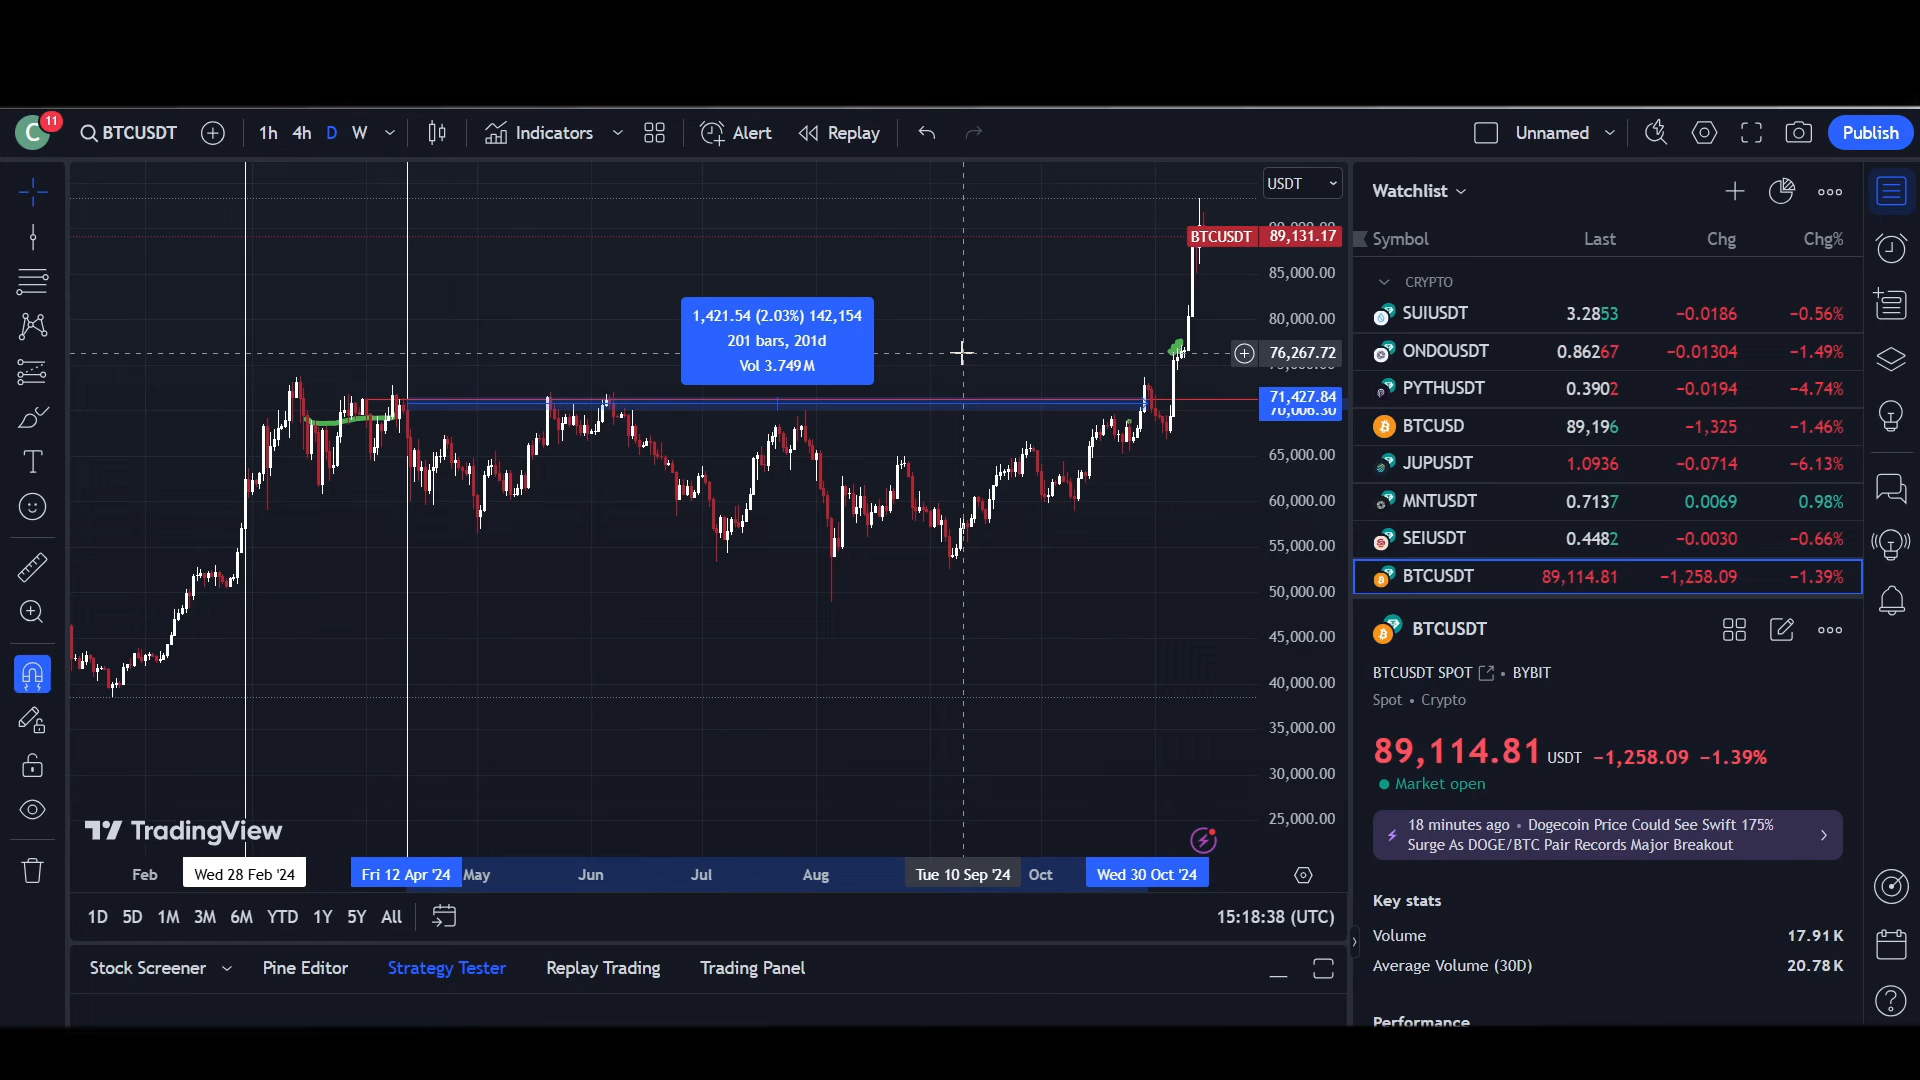 C
11
BTCUSDT
1h 4h D W
Indicators
Alert
Replay
Unnamed
Publish
USDT
BTCUSDT 89,131.17
85,000.00
80,000.00
76,267.72
71,427.84
70,006.30
65,000.00
60,000.00
55,000.00
50,000.00
45,000.00
40,000.00
35,000.00
30,000.00
25,000.00
1,421.54 (2.03%) 142,154
201 bars, 201d
Vol 3.749 M
TradingView
Feb Wed 28 Feb '24 Fri 12 Apr '24 May Jun Jul Aug Tue 10 Sep '24 Oct Wed 30 Oct '24
1D 5D 1M 3M 6M YTD 1Y 5Y All
15:18:38 (UTC)
Stock Screener Pine Editor Strategy Tester Replay Trading Trading Panel
Watchlist
Symbol Last Chg Chg%
CRYPTO
SUIUSDT 3.2853 −0.0186 −0.56%
ONDOUSDT 0.86267 −0.01304 −1.49%
PYTHUSDT 0.3902 −0.0194 −4.74%
BTCUSD 89,196 −1,325 −1.46%
JUPUSDT 1.0936 −0.0714 −6.13%
MNTUSDT 0.7137 0.0069 0.98%
SEIUSDT 0.4482 −0.0030 −0.66%
BTCUSDT 89,114.81 −1,258.09 −1.39%
BTCUSDT
BTCUSDT SPOT • BYBIT
Spot • Crypto
89,114.81 USDT −1,258.09 −1.39%
Market open
18 minutes ago • Dogecoin Price Could See Swift 175%
Surge As DOGE/BTC Pair Records Major Breakout
Key stats
Volume 17.91 K
Average Volume (30D) 20.78 K
Performance